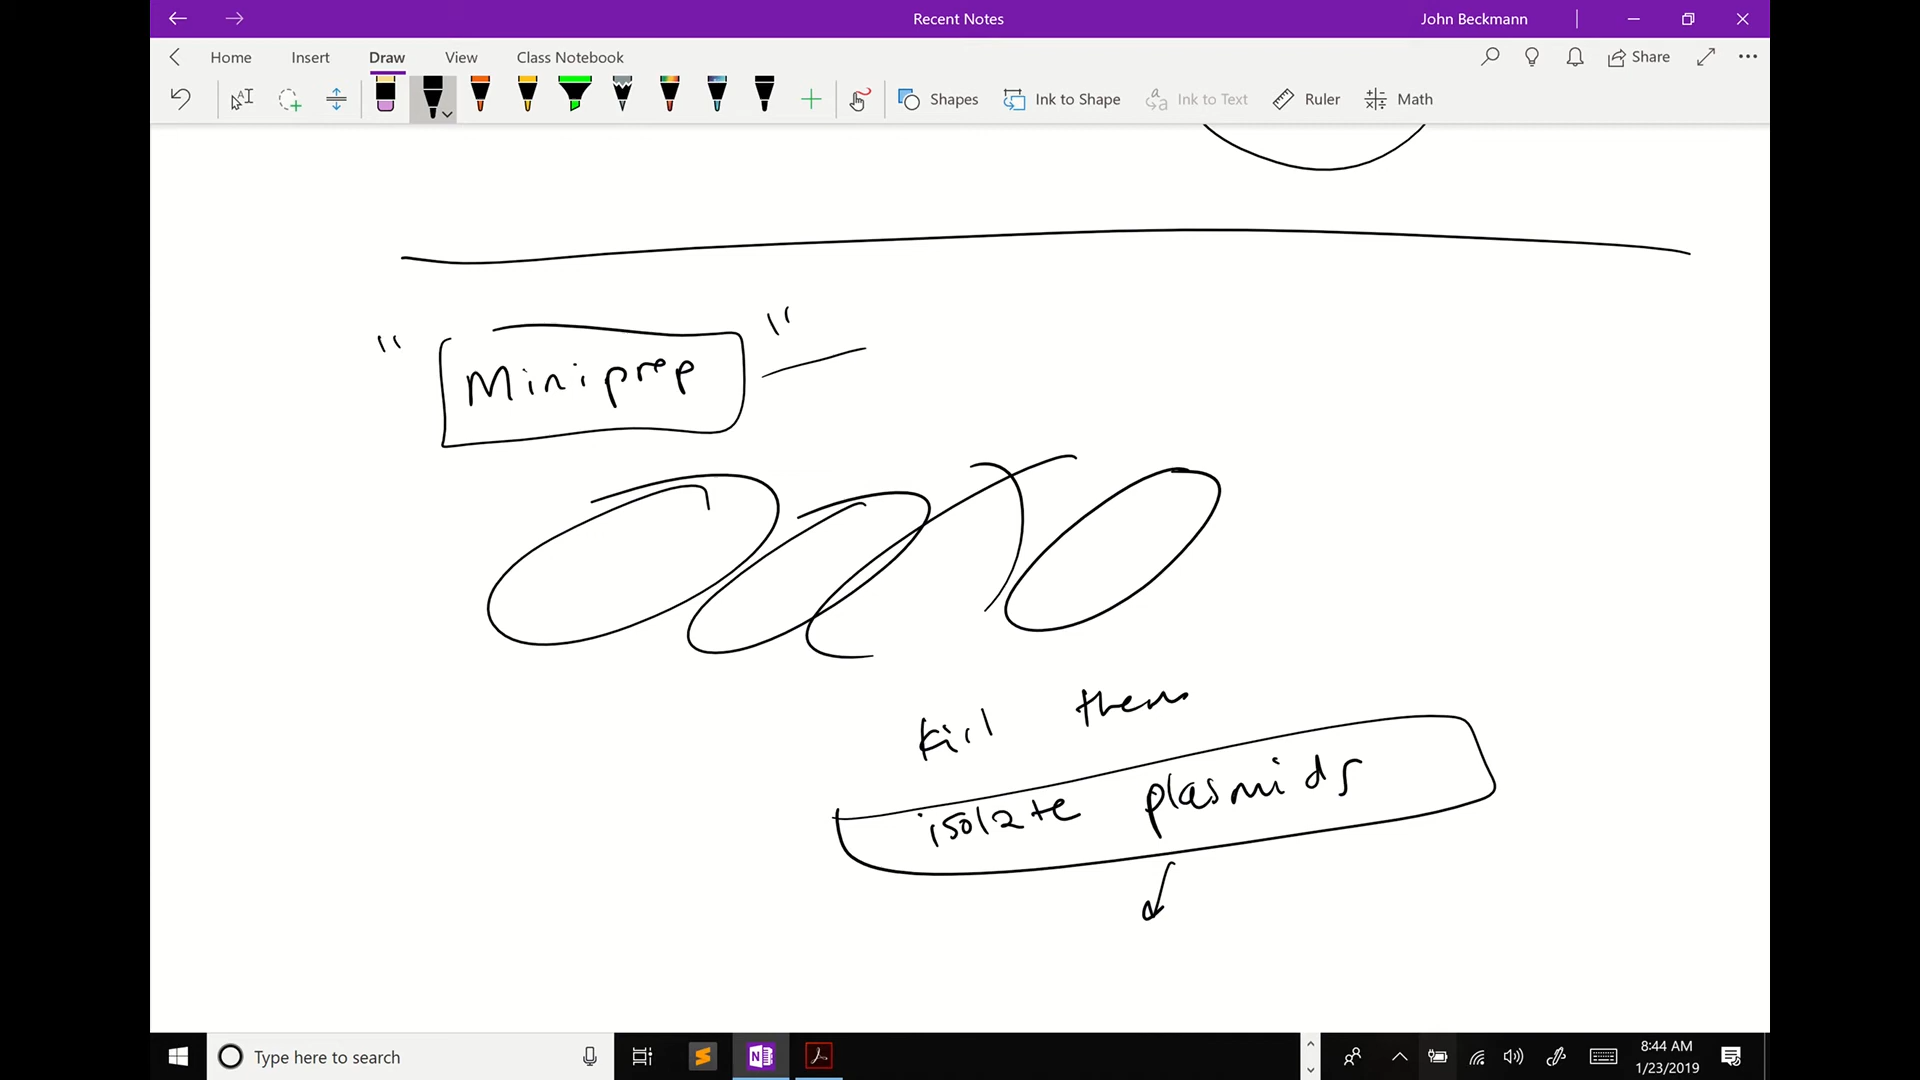 Recent Notes
John Beckmann
Home Insert Draw View Class Notebook
Share
Shapes Ink to Shape Ink to Text Ruler Math
"Miniprep"
kill them
isolate plasmids
Type here to search
8:44 AM
1/23/2019